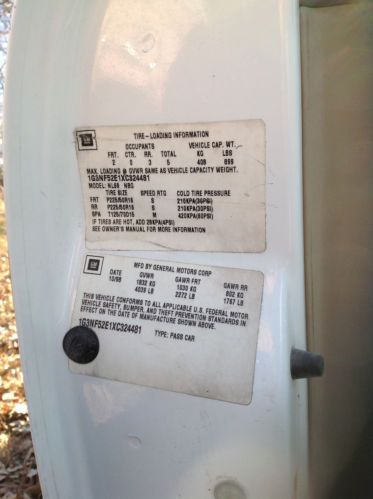 GM
TIRE-LOADING INFORMATION
OCCUPANTS VEHICLE CAP. WT.
FRT. CTR. RR. TOTAL KG LBS
2 0 3 5 408 899
MAX. LOADING @ GVWR SAME AS VEHICLE CAPACITY WEIGHT.
1G3NF52E1XC324481
MODEL: NL69 NBG
TIRE SIZE SPEED RTG COLD TIRE PRESSURE
FRT P225/50R16 S 210KPA(30PSI)
RR P225/50R16 S 210KPA(30PSI)
SPA T125/70D15 M 420KPA(60PSI)
IF TIRES ARE HOT, ADD 28KPA(4PSI)
SEE OWNER'S MANUAL FOR MORE INFORMATION
GM
MFD BY GENERAL MOTORS CORP
DATE GVWR GAWR FRT GAWR RR
10/98 1832 KG 1030 KG 802 KG
4039 LB 2272 LB 1767 LB
THIS VEHICLE CONFORMS TO ALL APPLICABLE U.S. FEDERAL MOTOR
VEHICLE SAFETY, BUMPER, AND THEFT PREVENTION STANDARDS IN
EFFECT ON THE DATE OF MANUFACTURE SHOWN ABOVE.
1G3NF52E1XC324481 TYPE: PASS CAR